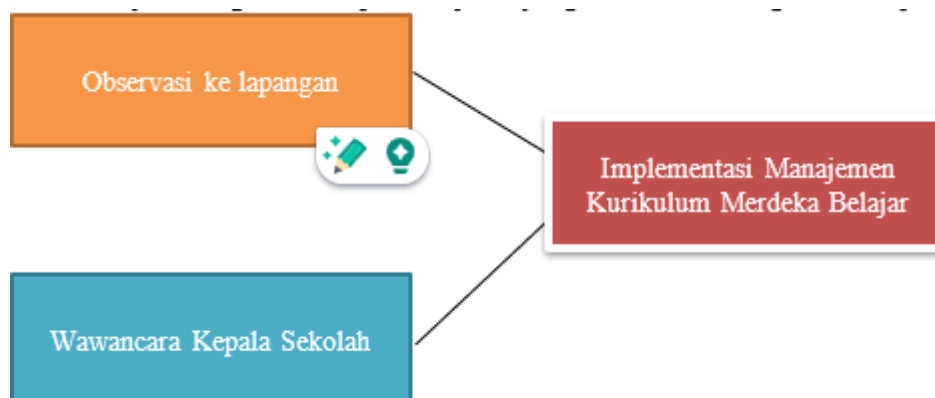 Observasi ke lapangan
Implementasi Manajemen
Kurikulum Merdeka Belajar
Wawancara Kepala Sekolah